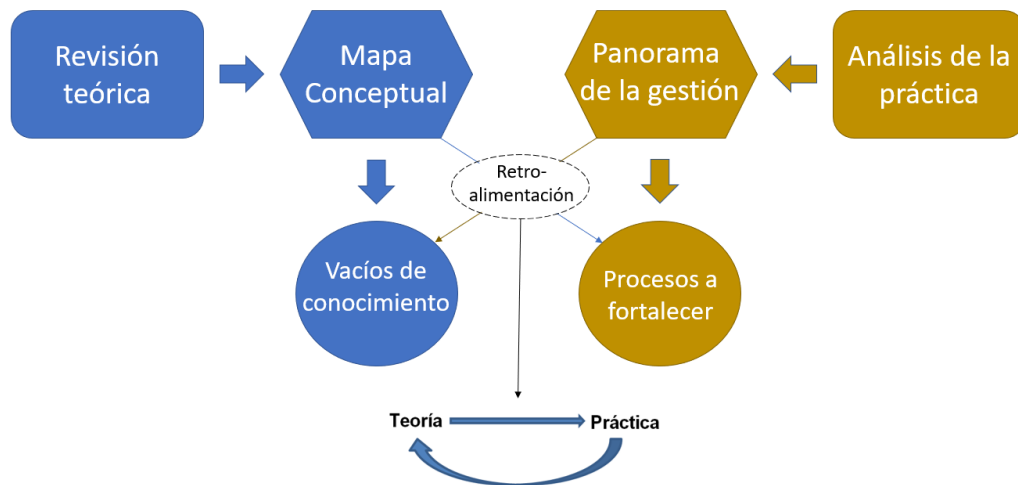 Revisión
teórica
Mapa
Conceptual
Panorama
de la gestión
Análisis de la
práctica
Retro-
alimentación
Vacíos de
conocimiento
Procesos a
fortalecer
Teoría
Práctica